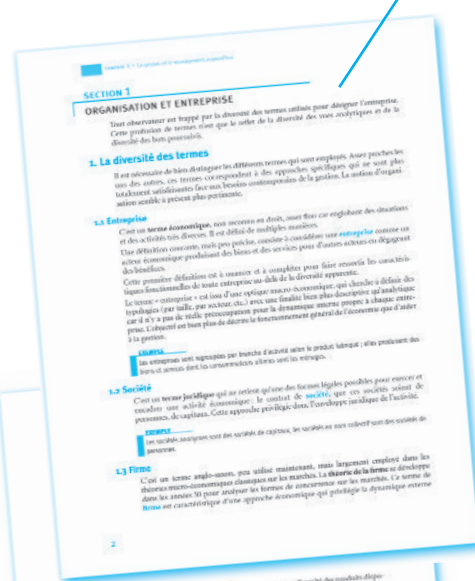 SECTION 1
ORGANISATION ET ENTREPRISE
Tout observateur est frappé par la diversité des termes utilisés pour désigner l'entreprise.
Cette profusion de termes n'est que le reflet de la diversité des vues analytiques et de la
diversité des buts poursuivis.
1. La diversité des termes
Il est nécessaire de bien distinguer les différents termes qui sont employés. Assez proches les
uns des autres, ces termes correspondent à des approches spécifiques qui ne sont plus
totalement satisfaisantes face aux besoins contemporains de la gestion. La notion d'organi-
sation semble à présent plus pertinente.
1.1 Entreprise
C'est un terme économique, non reconnu en droit, assez flou car englobant des situations
et des activités très diverses. Il est défini de multiples manières.
Une définition courante, mais peu précise, consiste à considérer une entreprise comme un
acteur économique produisant des biens et des services pour d'autres acteurs en dégageant
des bénéfices.
Cette première définition est à nuancer et à compléter pour faire ressortir les caractéris-
tiques fonctionnelles de toute entreprise au-delà de la diversité apparente.
Le terme « entreprise » est issu d'une optique macro-économique, qui cherche à définir des
typologies (par taille, par secteur, etc.) avec une finalité bien plus descriptive qu'analytique
car il n'y a pas de réelle préoccupation pour la dynamique interne propre à chaque entre-
prise. L'objectif est bien plus de décrire le fonctionnement général de l'économie que d'aider
à la gestion.
EXEMPLE
Les entreprises sont regroupées par branche d'activité selon le produit fabriqué ; elles produisent des
biens et services dont les consommateurs ultimes sont les ménages.
1.2 Société
C'est un terme juridique qui ne retient qu'une des formes légales possibles pour exercer et
encadrer une activité économique : le contrat de société, que ces sociétés soient de
personnes, de capitaux. Cette approche privilégie donc l'enveloppe juridique de l'activité.
EXEMPLE
Les sociétés anonymes sont des sociétés de capitaux, les sociétés en nom collectif sont des sociétés de
personnes.
1.3 Firme
C'est un terme anglo-saxon, peu utilisé maintenant, mais largement employé dans les
théories micro-économiques classiques sur les marchés. La théorie de la firme se développe
dans les années 30 pour analyser les formes de concurrence sur les marchés. Ce terme de
firme est caractéristique d'une approche économique qui privilégie la dynamique externe
2